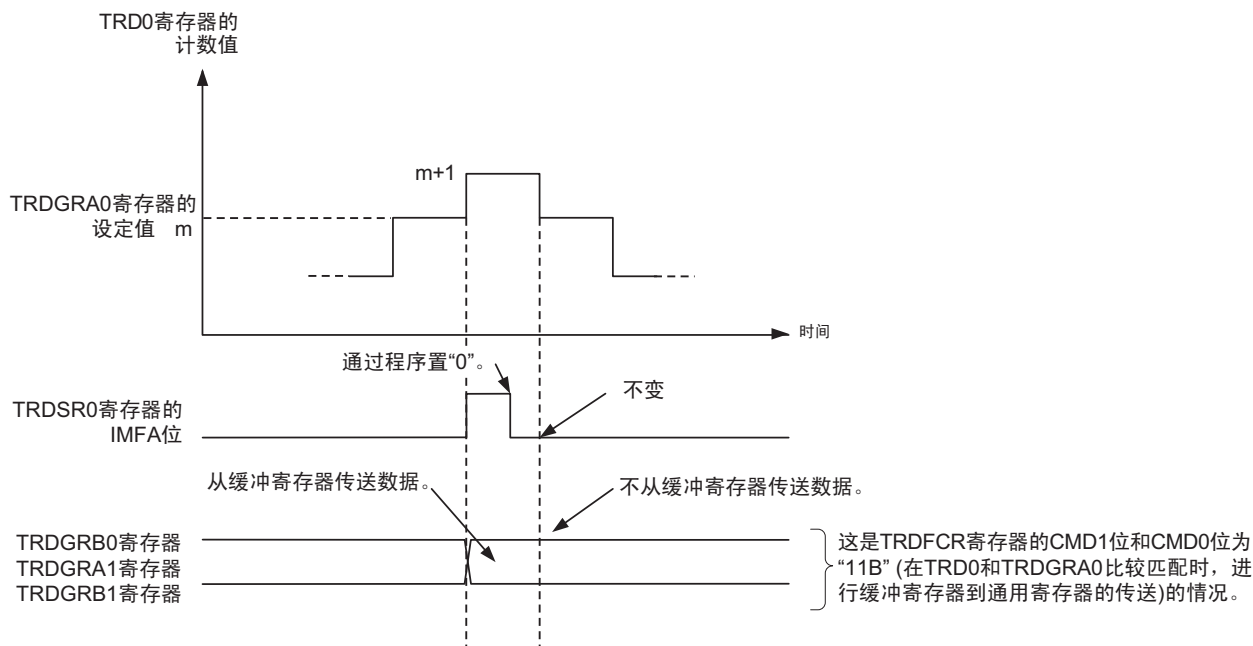 TRD0寄存器的
计数值
m+1
TRDGRA0寄存器的
设定值 m
时间
通过程序置“0”。
不变
TRDSR0寄存器的
IMFA位
从缓冲寄存器传送数据。
不从缓冲寄存器传送数据。
TRDGRB0寄存器
TRDGRA1寄存器
TRDGRB1寄存器
这是TRDFCR寄存器的CMD1位和CMD0位为
“11B” (在TRD0和TRDGRA0比较匹配时，进
行缓冲寄存器到通用寄存器的传送)的情况。